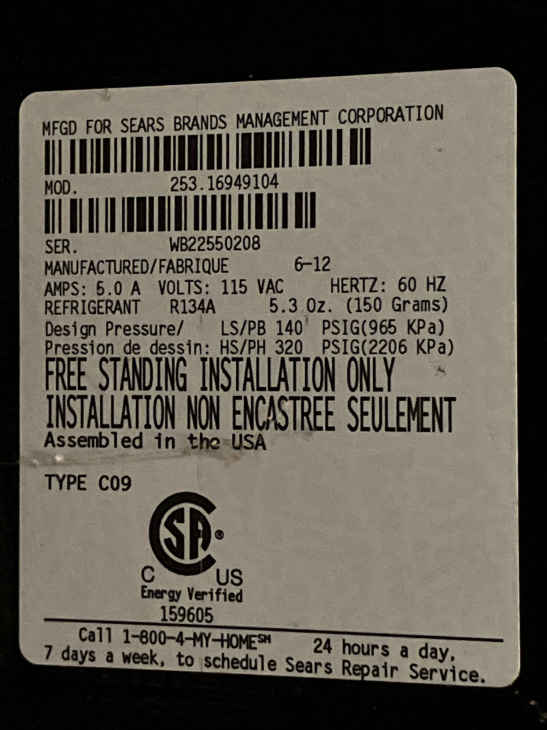 MFGD FOR SEARS BRANDS MANAGEMENT CORPORATION
MOD. 253.16949104
SER. WB22550208
MANUFACTURED/FABRIQUE 6-12
AMPS: 5.0 A VOLTS: 115 VAC HERTZ: 60 HZ
REFRIGERANT R134A 5.3 Oz. (150 Grams)
Design Pressure/ LS/PB 140 PSIG(965 KPa)
Pression de dessin: HS/PH 320 PSIG(2206 KPa)
FREE STANDING INSTALLATION ONLY
INSTALLATION NON ENCASTREE SEULEMENT
Assembled in the USA
TYPE C09
SA®
C US
Energy Verified
159605
Call 1-800-4-MY-HOME℠ 24 hours a day,
7 days a week, to schedule Sears Repair Service.